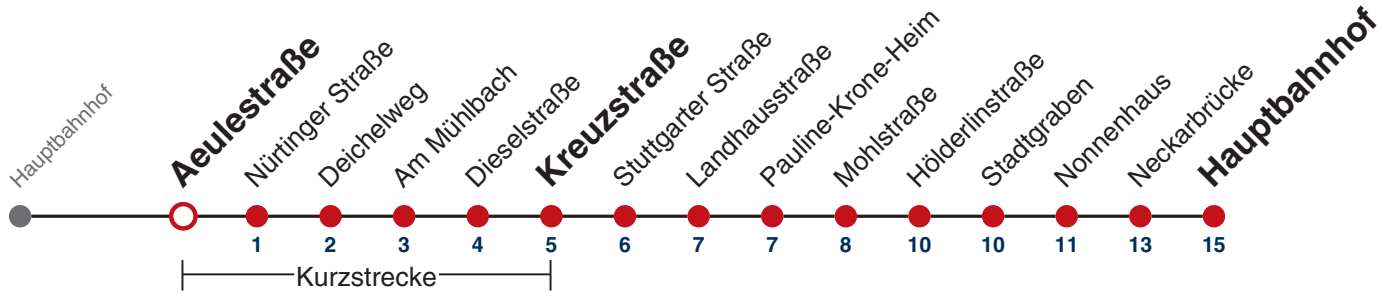 Hauptbahnhof
Aeulestraße
Nürtinger Straße
Deichelweg
Am Mühlbach
Dieselstraße
Kreuzstraße
Stuttgarter Straße
Landhausstraße
Pauline-Krone-Heim
Mohlstraße
Hölderlinstraße
Stadtgraben
Nonnenhaus
Neckarbrücke
Hauptbahnhof
1 2 3 4 5 6 7 7 8 10 10 11 13 15
Kurzstrecke